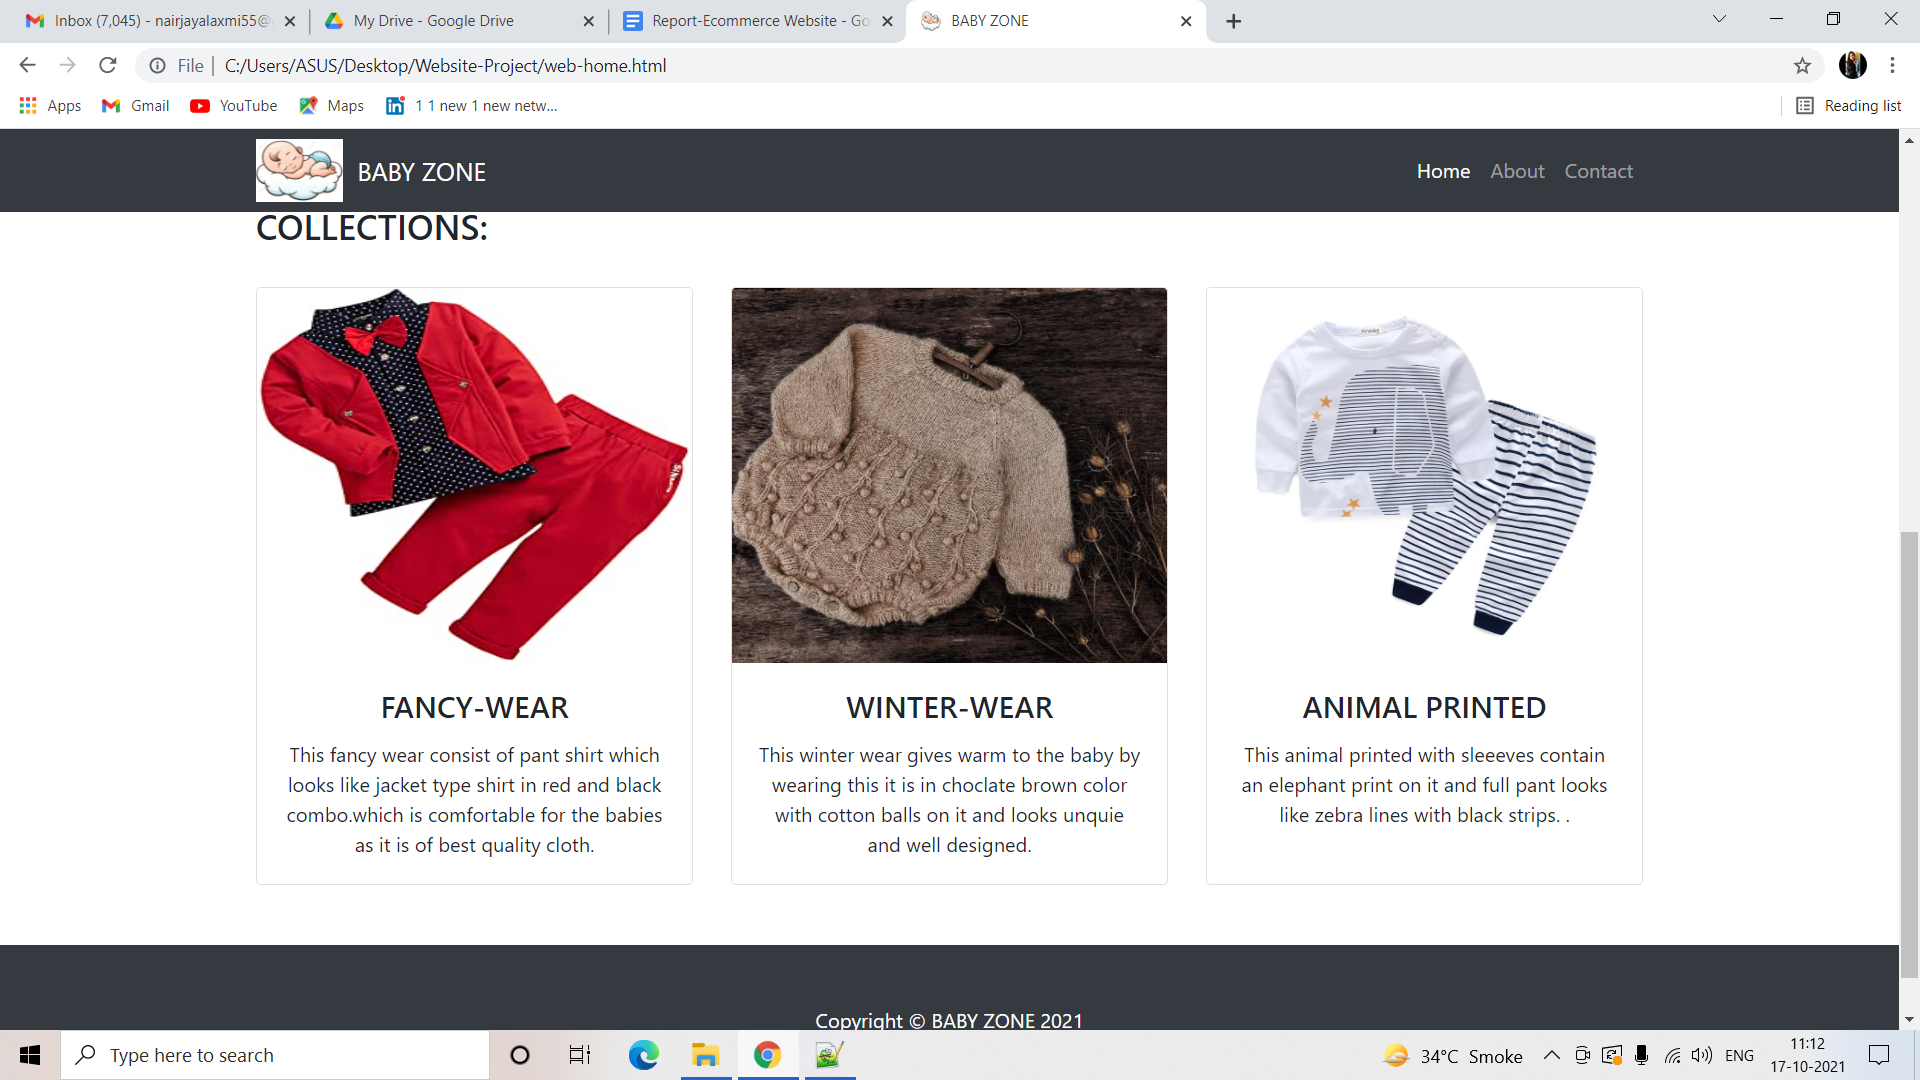 Inbox (7,045) - nairjayalaxmi55@
My Drive - Google Drive
Report-Ecommerce Website - Go
BABY ZONE
File
C:/Users/ASUS/Desktop/Website-Project/web-home.html
Apps
Gmail
YouTube
Maps
1 1 new 1 new netw...
Reading list
BABY ZONE
Home About Contact
COLLECTIONS:
FANCY-WEAR
This fancy wear consist of pant shirt which
looks like jacket type shirt in red and black
combo.which is comfortable for the babies
as it is of best quality cloth.
WINTER-WEAR
This winter wear gives warm to the baby by
wearing this it is in choclate brown color
with cotton balls on it and looks unquie
and well designed.
ANIMAL PRINTED
This animal printed with sleeeves contain
an elephant print on it and full pant looks
like zebra lines with black strips. .
Copyright © BABY ZONE 2021
Type here to search
34°C Smoke
ENG
11:12
17-10-2021